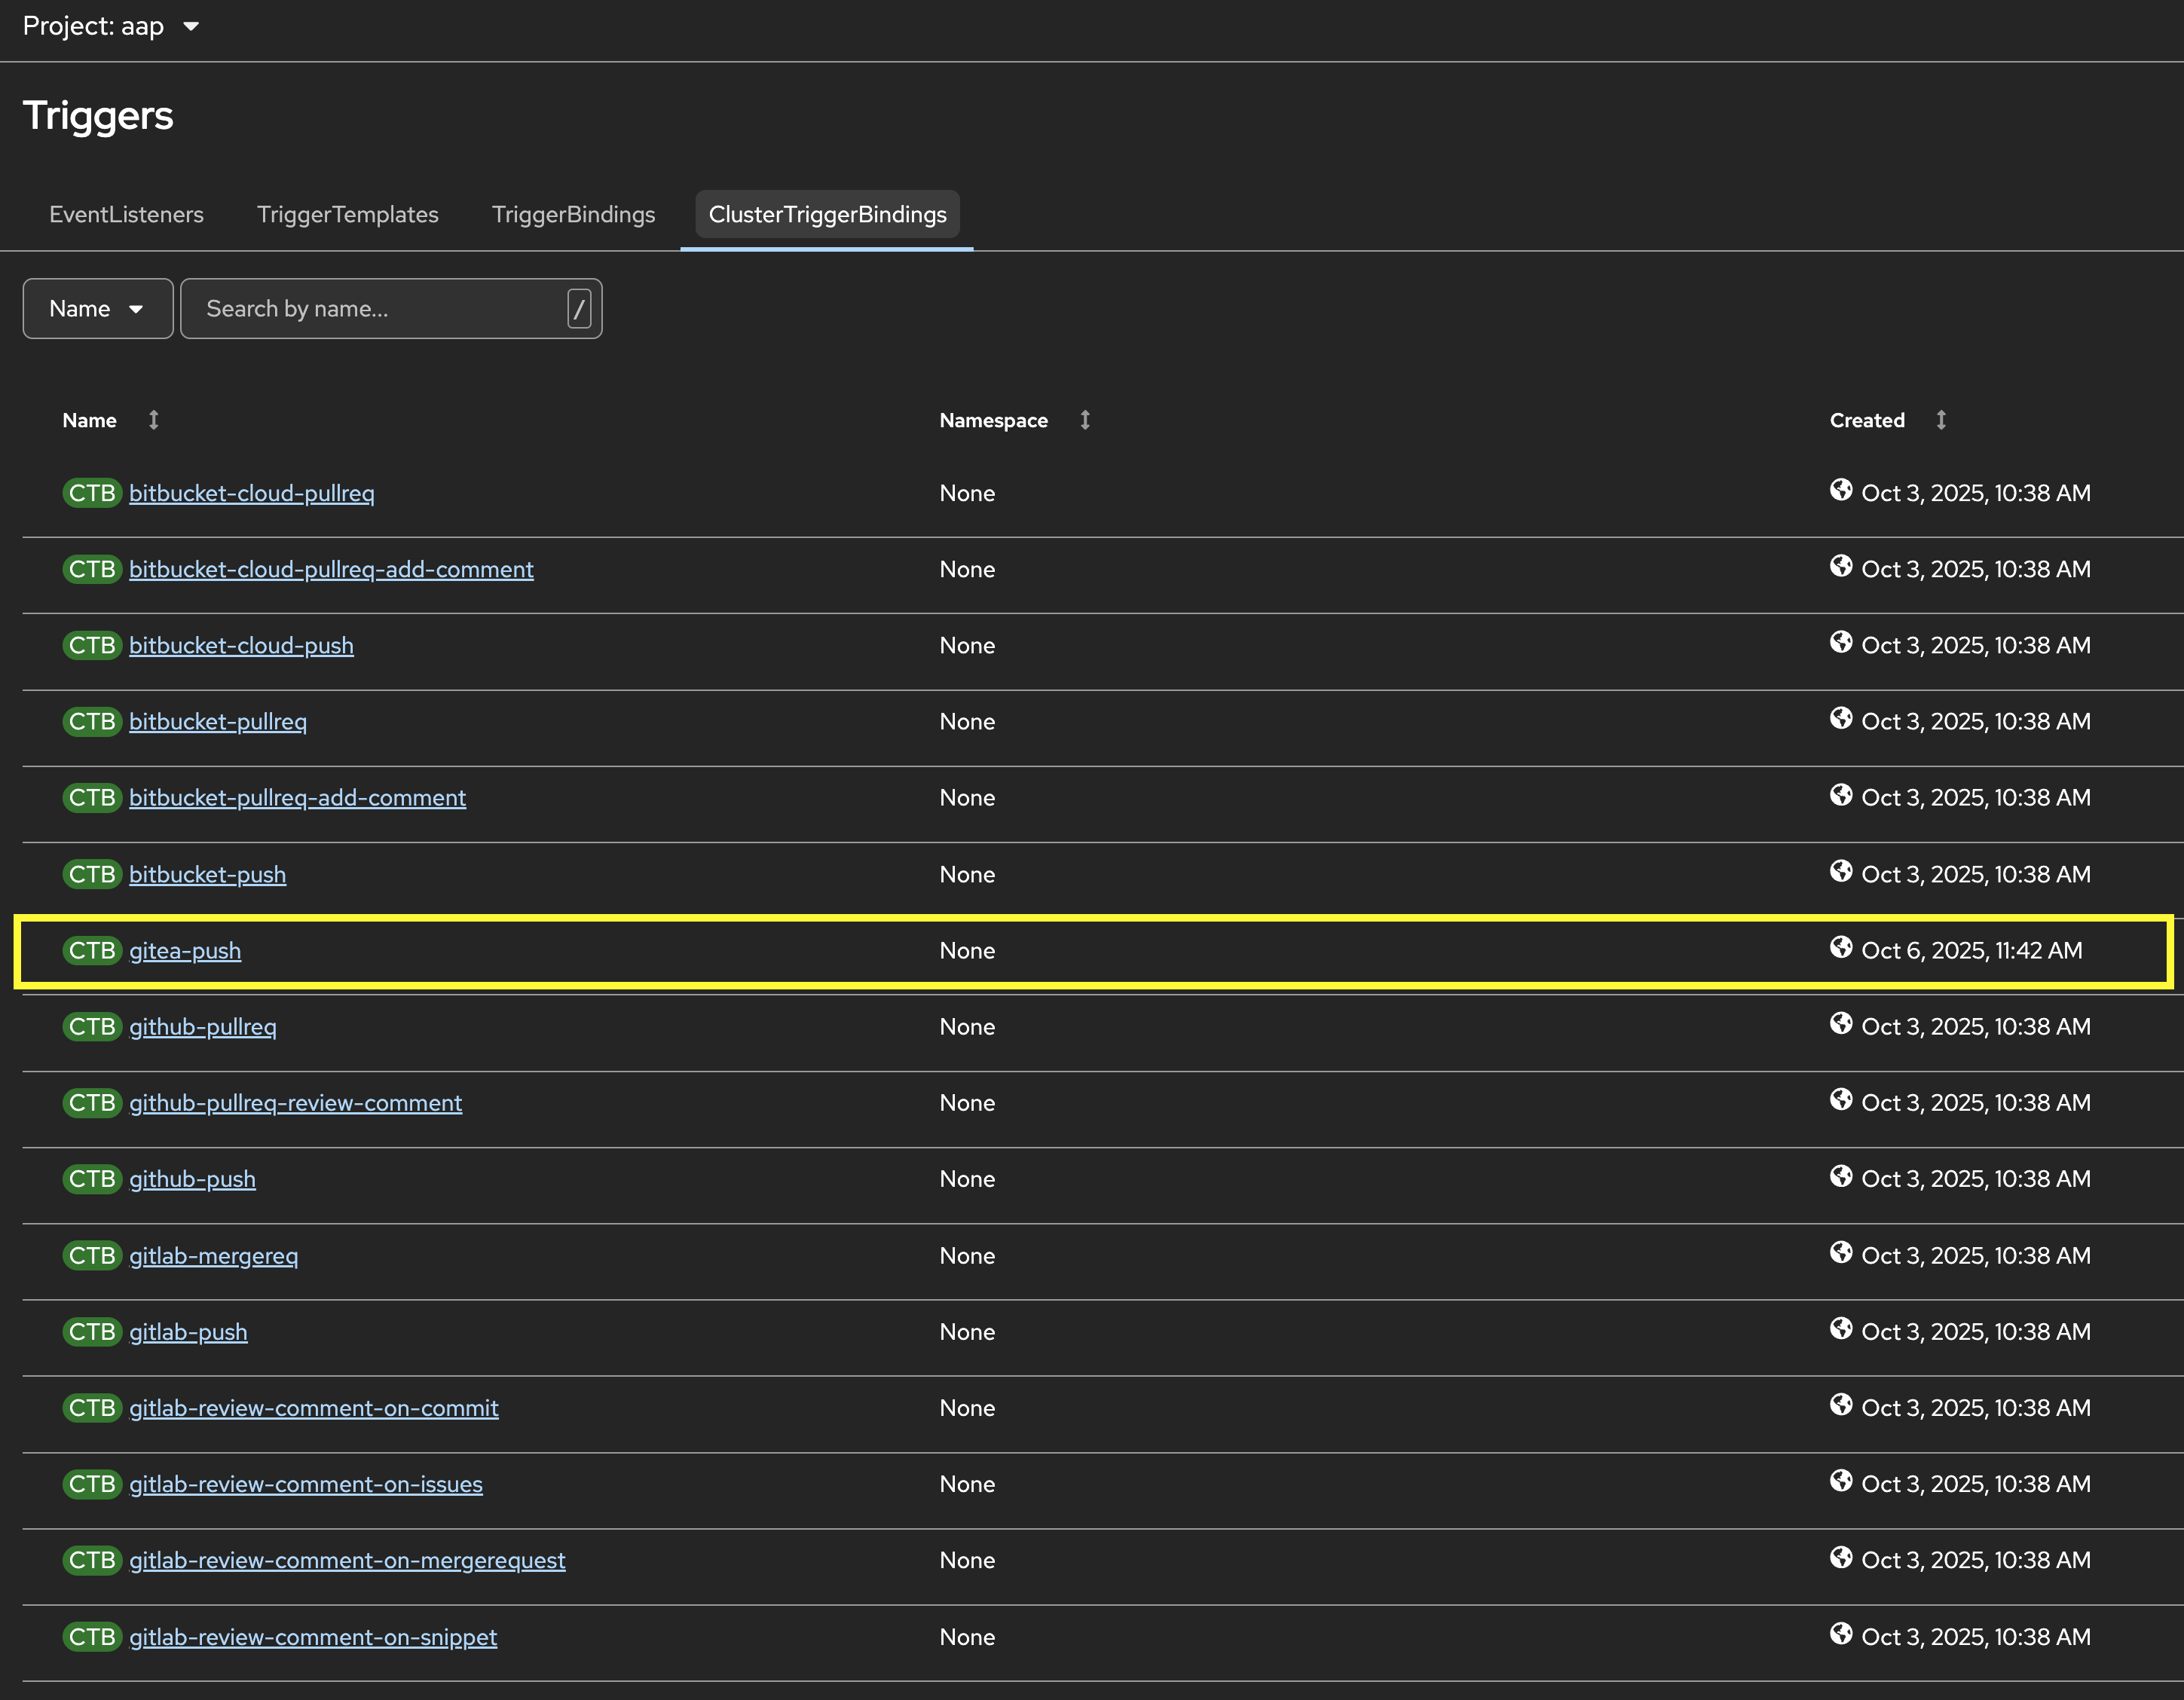 Project: aap
Triggers
EventListeners TriggerTemplates TriggerBindings ClusterTriggerBindings
Name Search by name... /
Name Namespace Created
CTB bitbucket-cloud-pullreq None Oct 3, 2025, 10:38 AM
CTB bitbucket-cloud-pullreq-add-comment None Oct 3, 2025, 10:38 AM
CTB bitbucket-cloud-push None Oct 3, 2025, 10:38 AM
CTB bitbucket-pullreq None Oct 3, 2025, 10:38 AM
CTB bitbucket-pullreq-add-comment None Oct 3, 2025, 10:38 AM
CTB bitbucket-push None Oct 3, 2025, 10:38 AM
CTB gitea-push None Oct 6, 2025, 11:42 AM
CTB github-pullreq None Oct 3, 2025, 10:38 AM
CTB github-pullreq-review-comment None Oct 3, 2025, 10:38 AM
CTB github-push None Oct 3, 2025, 10:38 AM
CTB gitlab-mergereq None Oct 3, 2025, 10:38 AM
CTB gitlab-push None Oct 3, 2025, 10:38 AM
CTB gitlab-review-comment-on-commit None Oct 3, 2025, 10:38 AM
CTB gitlab-review-comment-on-issues None Oct 3, 2025, 10:38 AM
CTB gitlab-review-comment-on-mergerequest None Oct 3, 2025, 10:38 AM
CTB gitlab-review-comment-on-snippet None Oct 3, 2025, 10:38 AM